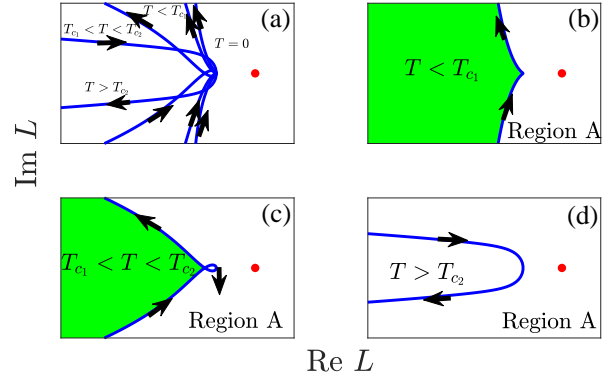 (a)
T < T_{c_1}
T_{c_1} < T < T_{c_2}
T = 0
T > T_{c_2}
(b)
T < T_{c_1}
Region A
Im L
(c)
T_{c_1} < T < T_{c_2}
Region A
(d)
T > T_{c_2}
Region A
Re L